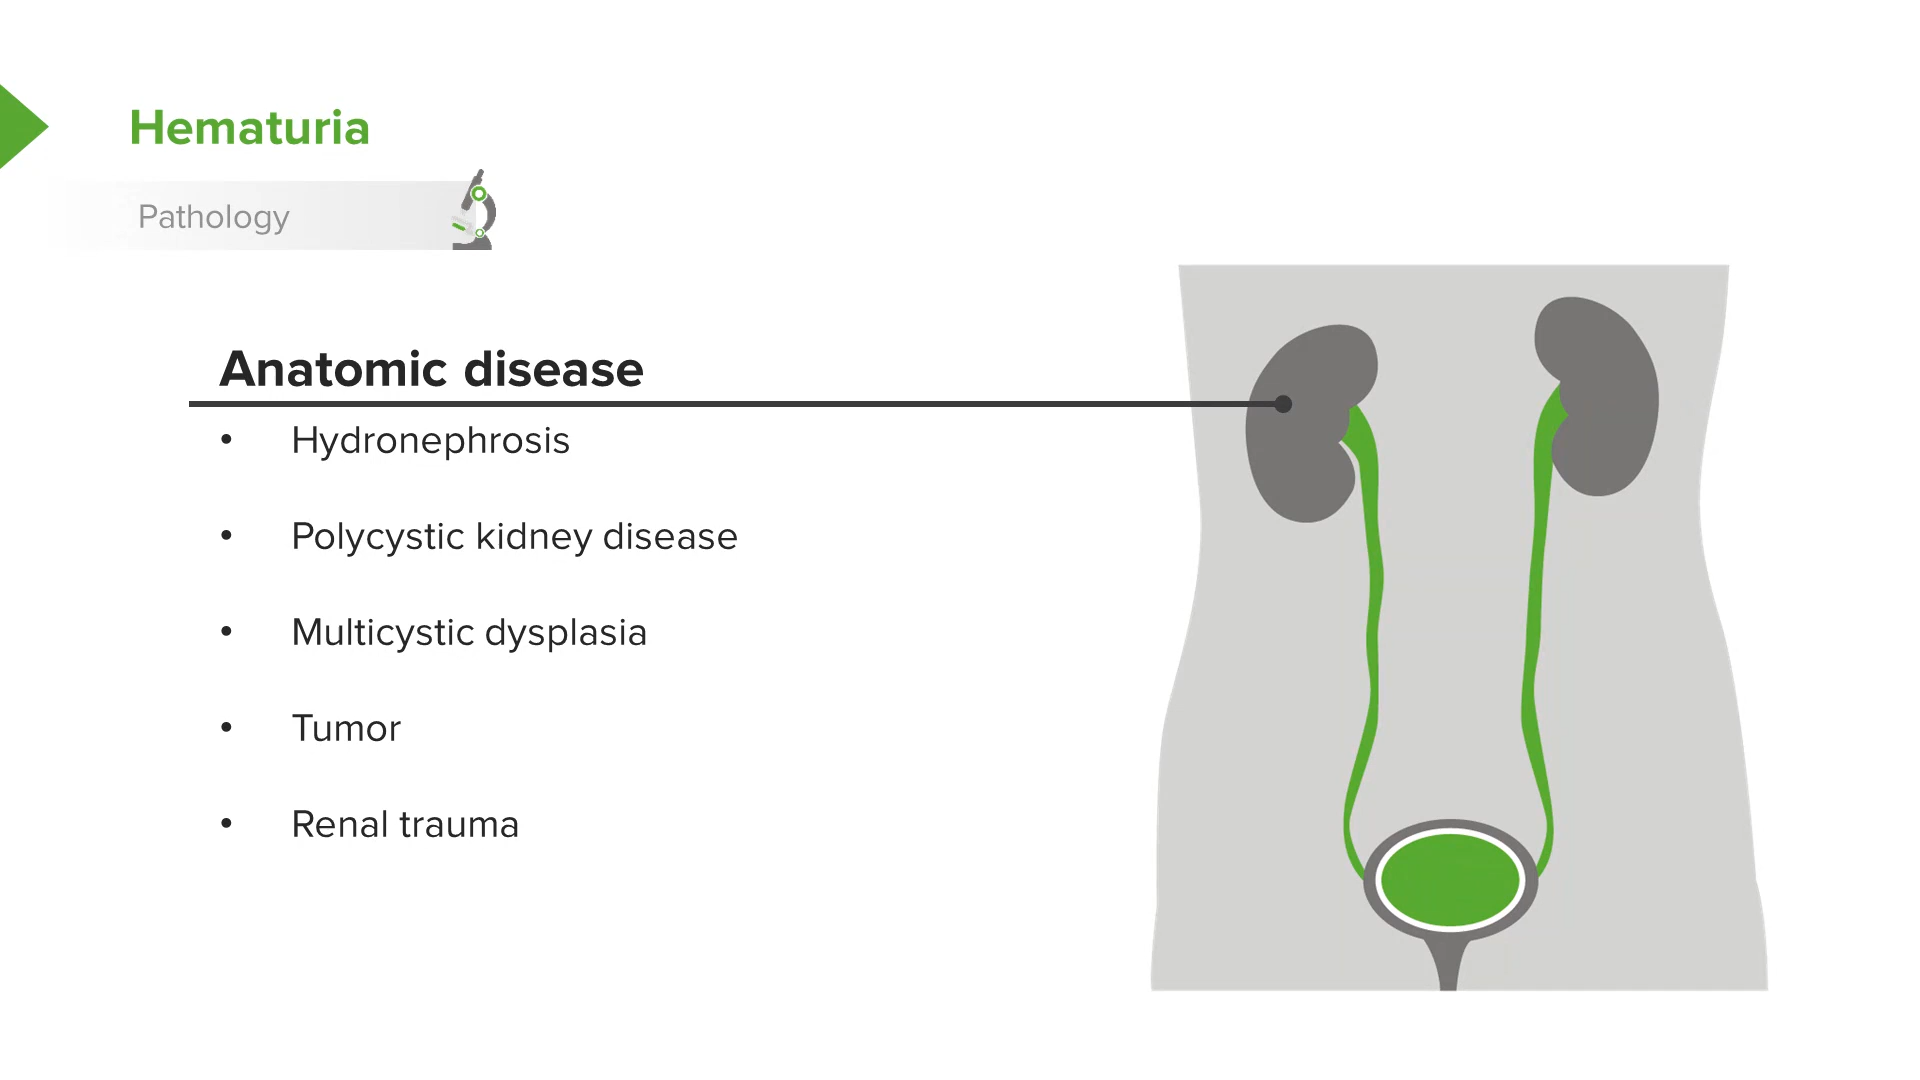 Hematuria
Pathology
Anatomic disease
• Hydronephrosis
• Polycystic kidney disease
• Multicystic dysplasia
• Tumor
• Renal trauma